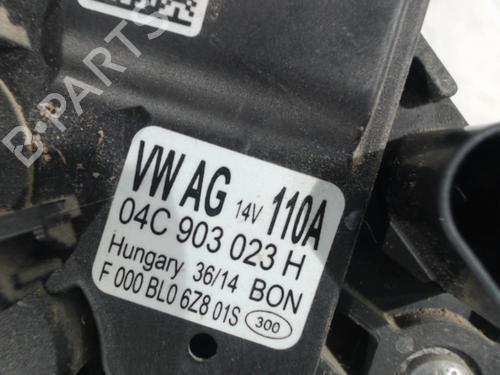 B-PARTS
VW AG 14V 110A
04C 903 023 H
Hungary 36/14 BON
F 000 BL0 6Z8 01S 300